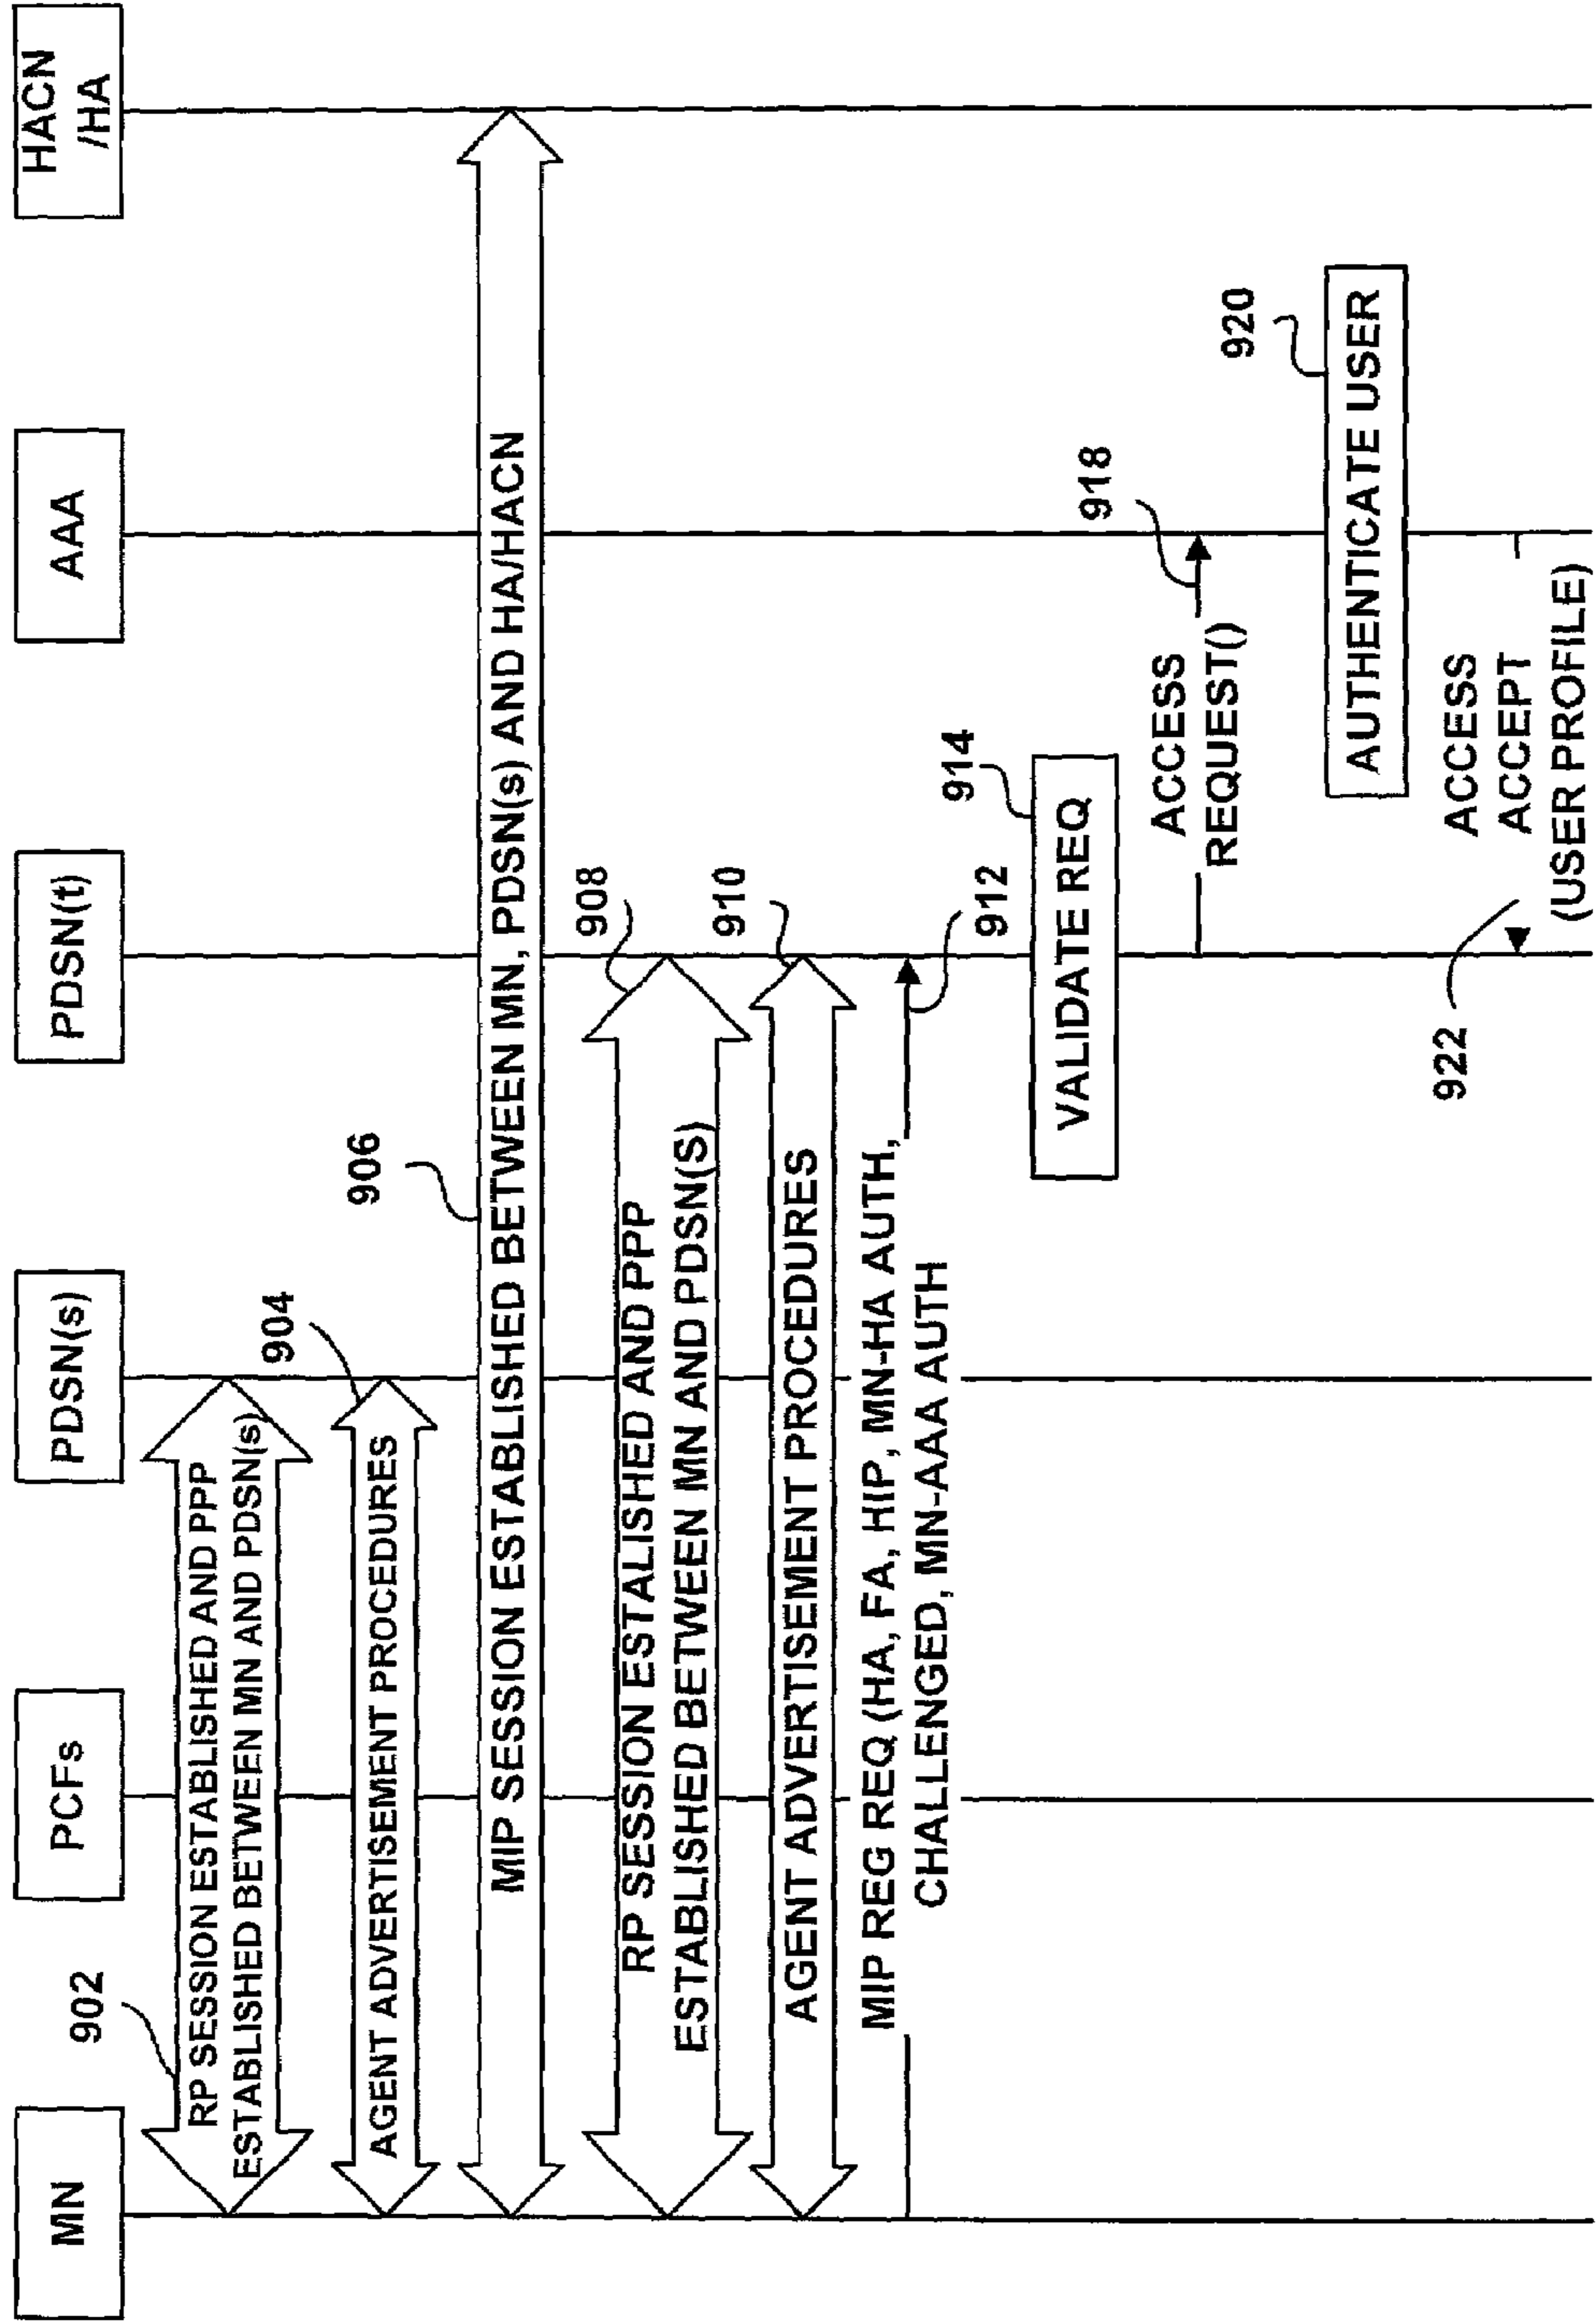 MN
PCFs
PDSN(s)
PDSN(t)
AAA
HACN
/HA
902
RP SESSION ESTABLISHED AND PPP
ESTABLISHED BETWEEN MN AND PDSN(s)
904
AGENT ADVERTISEMENT PROCEDURES
906
MIP SESSION ESTABLISHED BETWEEN MN, PDSN(s) AND HA/HACN
908
RP SESSION ESTALISHED AND PPP
ESTABLISHED BETWEEN MN AND PDSN(S)
910
AGENT ADVERTISEMENT PROCEDURES
MIP REG REQ (HA, FA, HIP, MN-HA AUTH,
CHALLENGED, MN-AAA AUTH
912
914
VALIDATE REQ
ACCESS
REQUEST()
918
920
AUTHENTICATE USER
922
ACCESS
ACCEPT
(USER PROFILE)